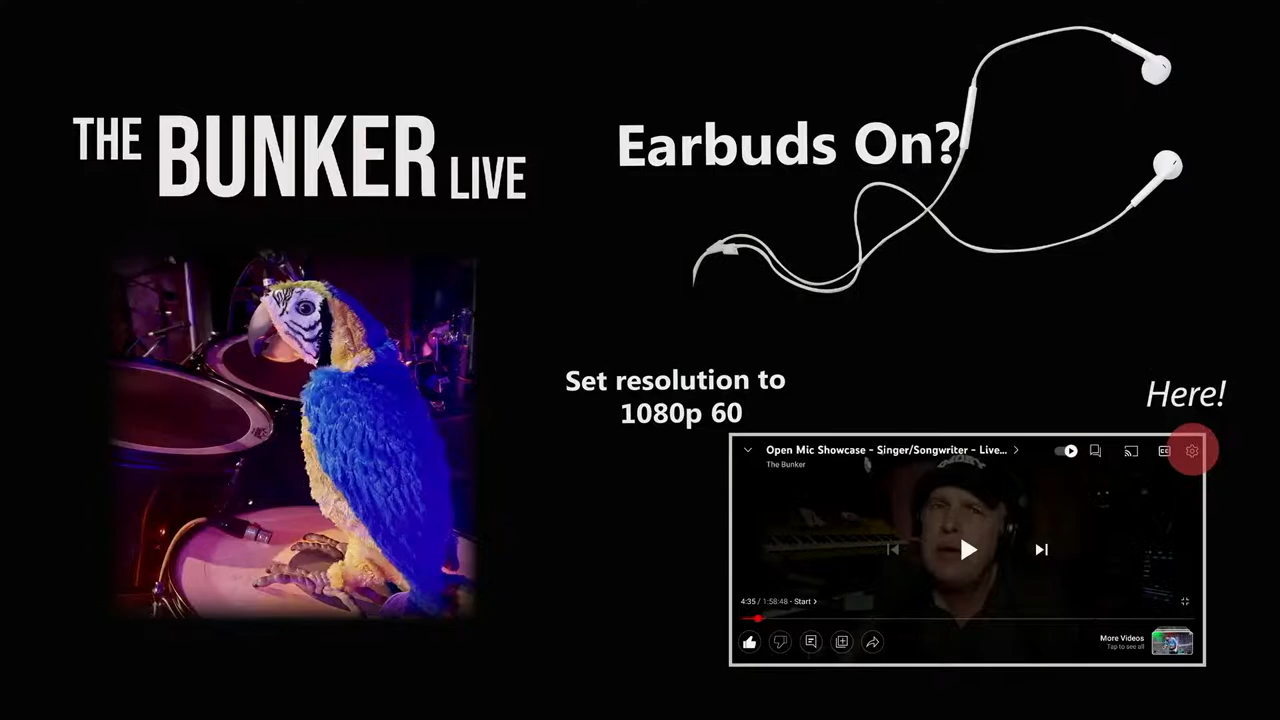 THE BUNKER LIVE
Earbuds On?
Set resolution to
1080p 60
Here!
Open Mic Showcase - Singer/Songwriter - Live...
CC
The Bunker
4:35 / 1:58:48 · Start
More Videos
Tap to see all